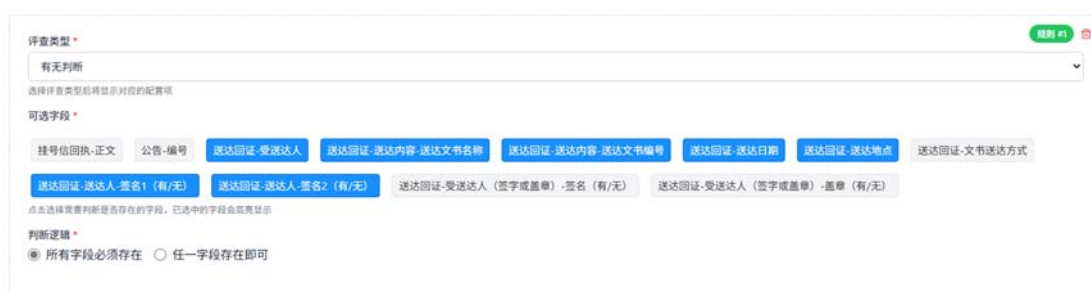 评查类型 *
规则 #1
有无判断
选择评查类型后将显示对应的配置项
可选字段 *
挂号信回执-正文 公告-编号 送达回证-受送达人 送达回证-送达内容-送达文书名称 送达回证-送达内容-送达文书编号 送达回证-送达日期 送达回证-送达地点 送达回证-文书送达方式
送达回证-送达人-签名1（有/无） 送达回证-送达人-签名2（有/无） 送达回证-受送达人（签字或盖章）-签名（有/无） 送达回证-受送达人（签字或盖章）-盖章（有/无）
点击选择需要判断是否存在的字段，已选中的字段会高亮显示
判断逻辑 *
所有字段必须存在 任一字段存在即可